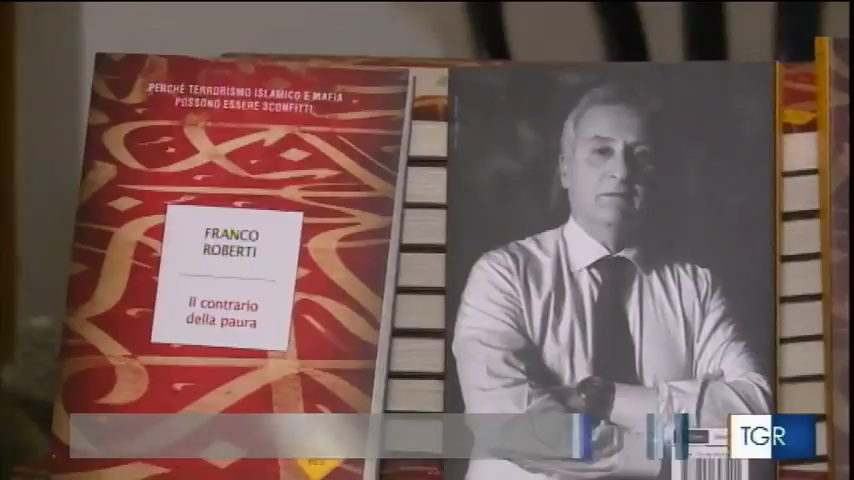 PERCHÉ TERRORISMO ISLAMICO E MAFIA
POSSONO ESSERE SCONFITTI
FRANCO
ROBERTI
Il contrario
della paura
TGR